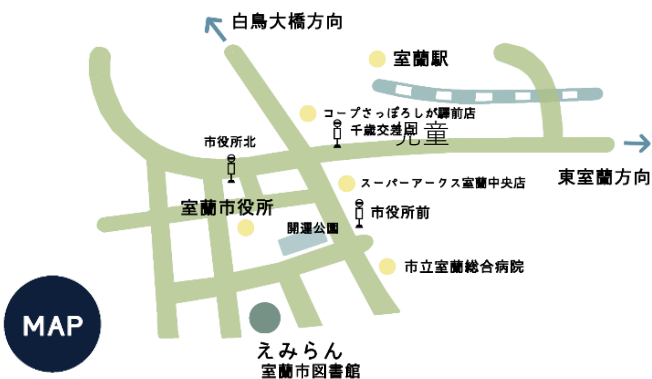 白鳥大橋方向
室蘭駅
コープさっぽろしが譯前店
千歳交差
児童
市役所北
東室蘭方向
スーパーアークス室蘭中央店
室蘭市役所
市役所前
開運公園
市立室蘭総合病院
MAP
えみらん
室蘭市図書館